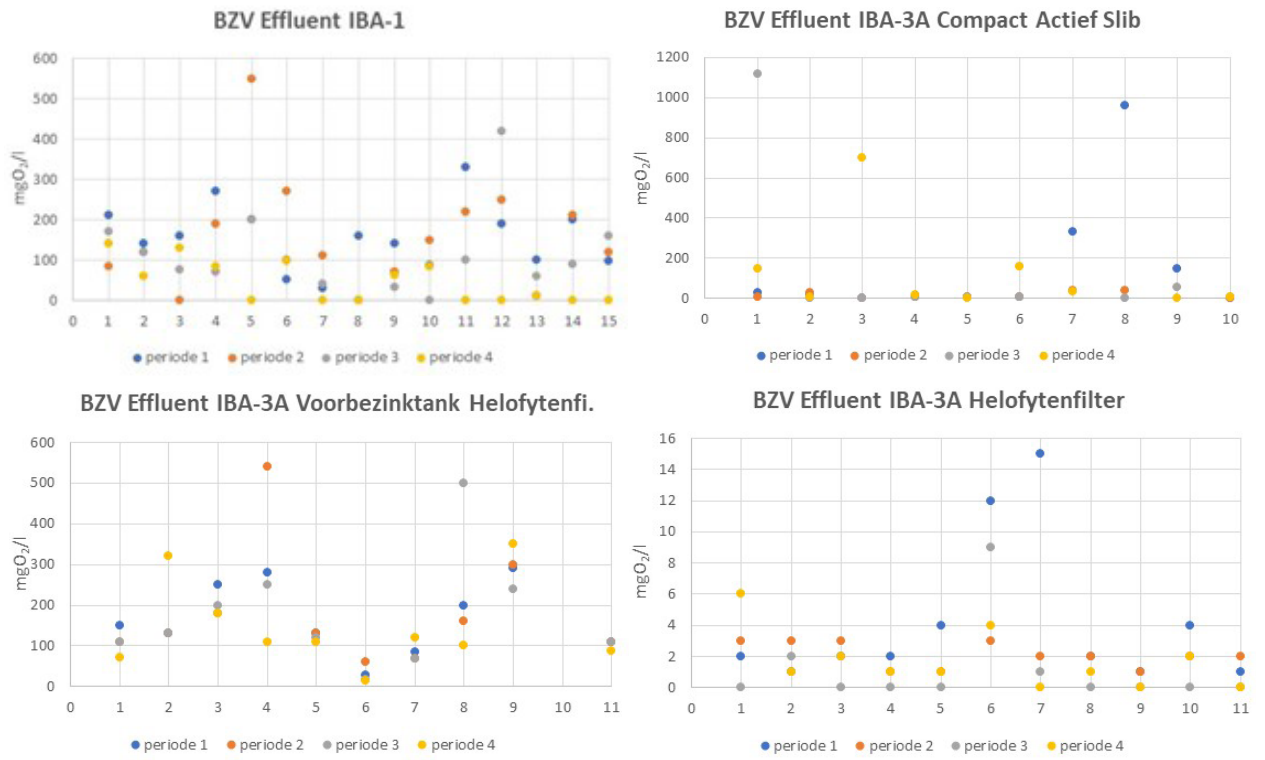 BZV Effluent IBA-1
600
500
400
300
200
100
0
mgO₂/l
0 1 2 3 4 5 6 7 8 9 10 11 12 13 14 15
periode 1 periode 2 periode 3 periode 4
BZV Effluent IBA-3A Compact Actief Slib
1200
1000
800
600
400
200
0
mgO₂/l
0 1 2 3 4 5 6 7 8 9 10
periode 1 periode 2 periode 3 periode 4
BZV Effluent IBA-3A Voorbezinktank Helofytenfi.
600
500
400
300
200
100
0
mgO₂/l
0 1 2 3 4 5 6 7 8 9 10 11
periode 1 periode 2 periode 3 periode 4
BZV Effluent IBA-3A Helofytenfilter
16
14
12
10
8
6
4
2
0
mgO₂/l
0 1 2 3 4 5 6 7 8 9 10 11
periode 1 periode 2 periode 3 periode 4